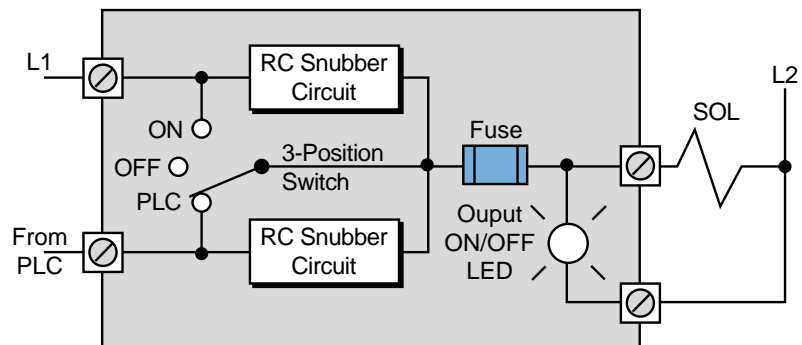 L1
RC Snubber
Circuit
L2
SOL
ON
Fuse
OFF
3-Position
Switch
PLC
From
PLC
RC Snubber
Circuit
Ouput
ON/OFF
LED